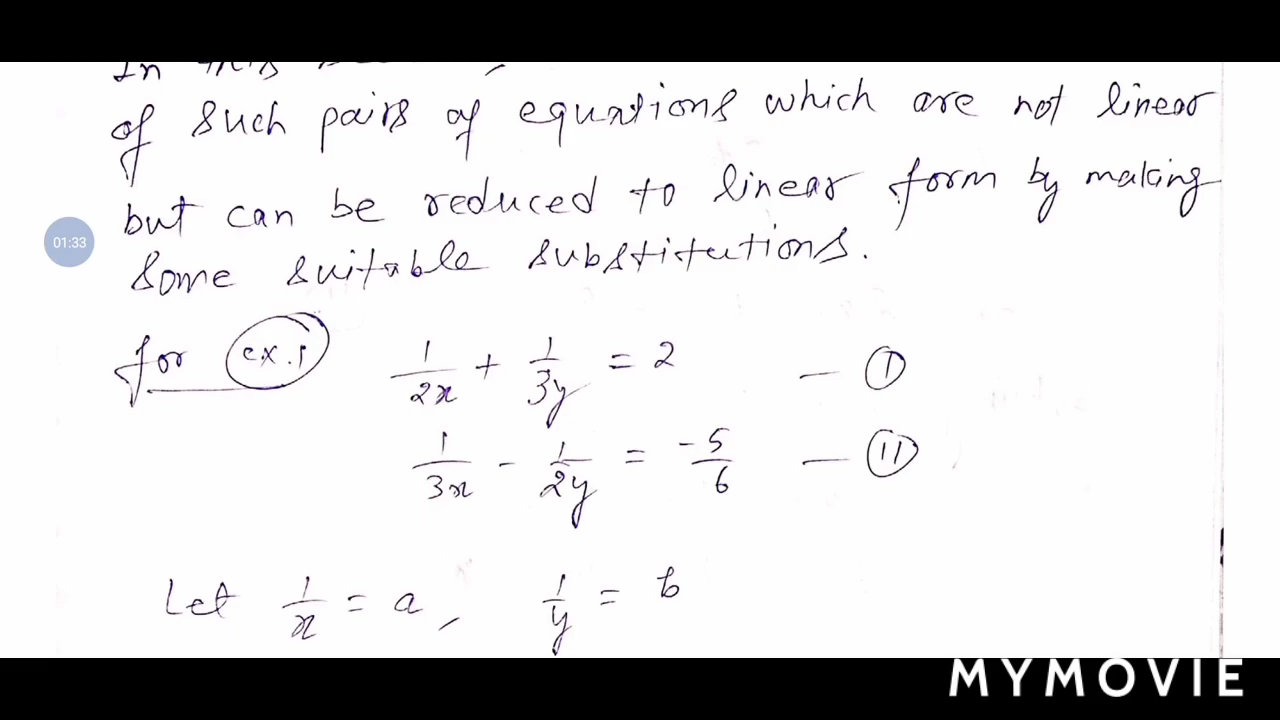 In this
of such pairs of equations which are not linear
but can be reduced to linear form by making
01:33
some suitable substitutions.
for ex.1 1/2x + 1/3y = 2 — (I)
1/3x - 1/2y = -5/6 — (II)
Let 1/x = a, 1/y = b
MYMOVIE